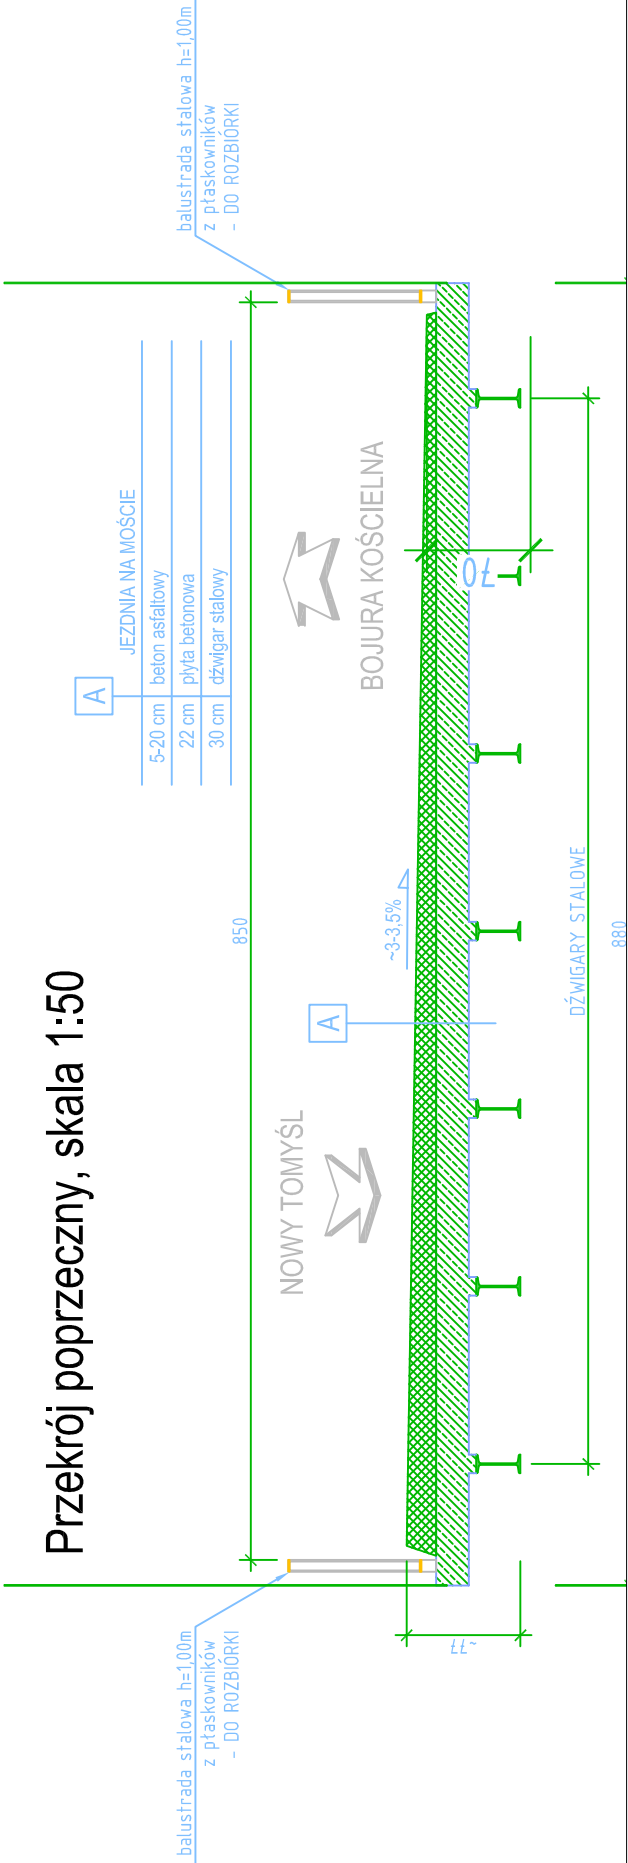 Przekrój poprzeczny, skala 1:50
A
JEZDNIA NA MOŚCIE
5-20 cm beton asfaltowy
22 cm płyta betonowa
30 cm dźwigar stalowy
balustrada stalowa h=1,00m
z płaskowników
- DO ROZBIÓRKI
850
balustrada stalowa h=1,00m
z płaskowników
- DO ROZBIÓRKI
NOWY TOMYŚL
BOJURA KOŚCIELNA
A
~3-3,5%
70
~77
DŹWIGARY STALOWE
880